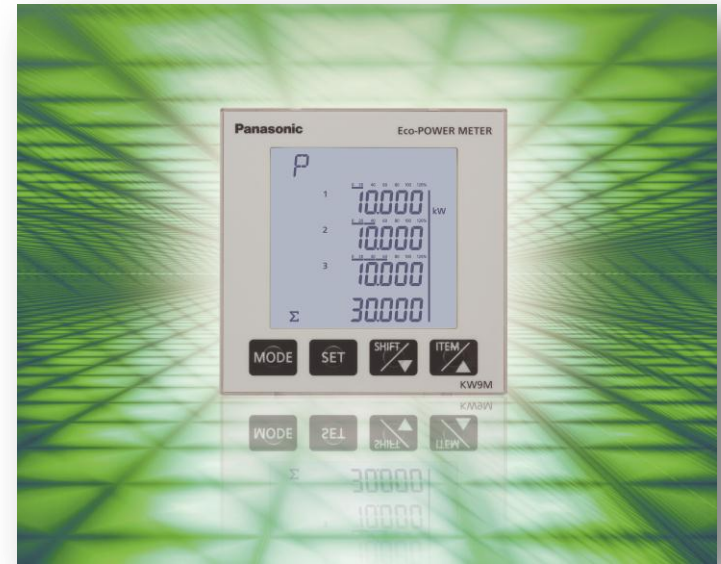 Panasonic
Eco-POWER METER
P
1 10.000 kW
2 10.000
3 10.000
Σ 30.000
MODE SET SHIFT ITEM
KW9M